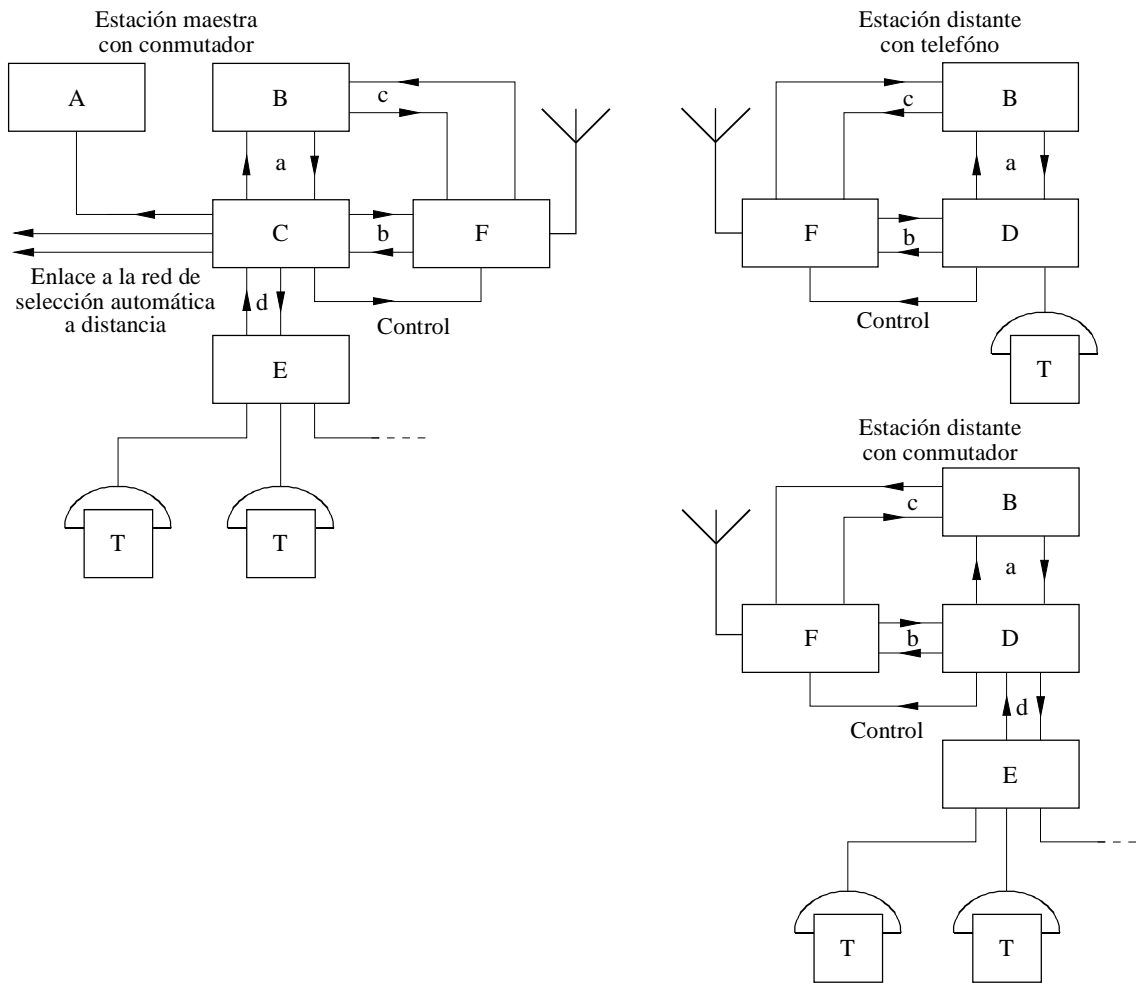 Estación maestra
con conmutador
A
B
c
a
C
b
F
Enlace a la red de
selección automática
a distancia
d
Control
E
T
T
Estación distante
con telefóno
B
c
a
F
b
D
Control
T
Estación distante
con conmutador
B
c
a
F
b
D
d
Control
E
T
T